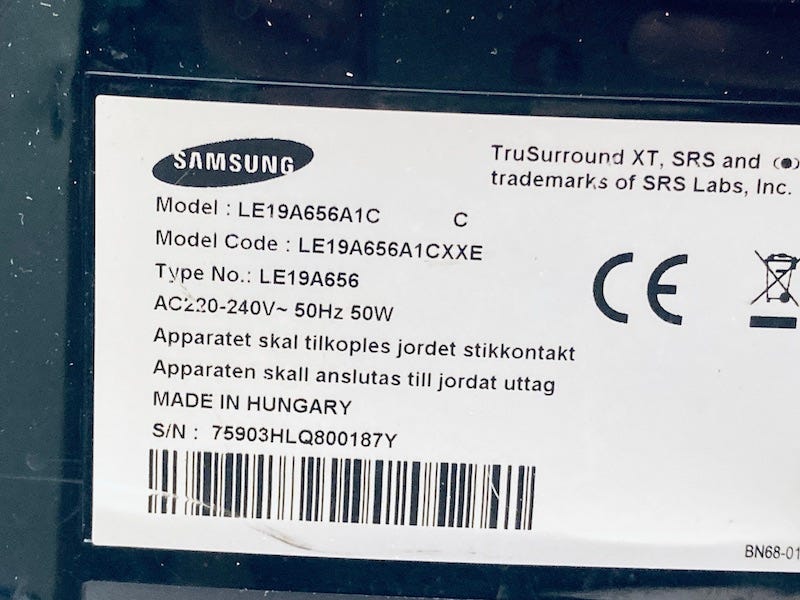 SAMSUNG
TruSurround XT, SRS and
trademarks of SRS Labs, Inc.
Model : LE19A656A1C C
Model Code : LE19A656A1CXXE
Type No.: LE19A656
AC220-240V~ 50Hz 50W
Apparatet skal tilkoples jordet stikkontakt
Apparaten skall anslutas till jordat uttag
MADE IN HUNGARY
S/N : 75903HLQ800187Y
CE
BN68-01